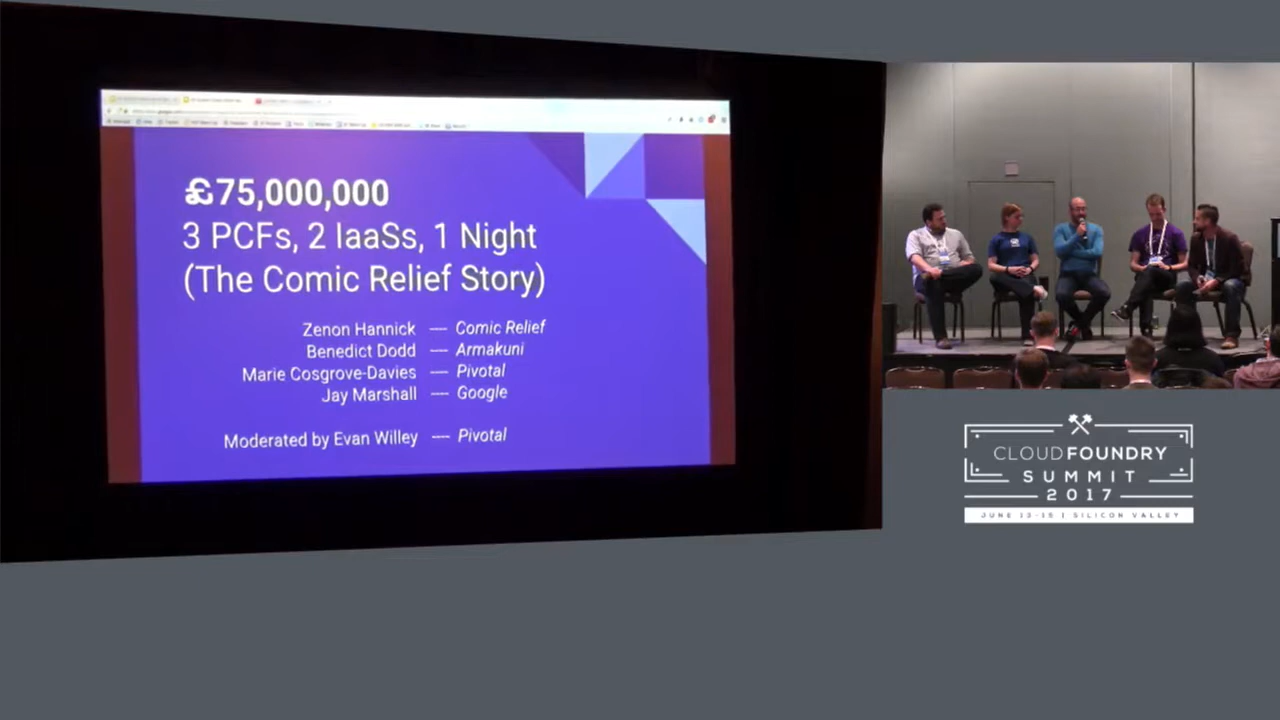 £75,000,000
3 PCFs, 2 IaaSs, 1 Night
(The Comic Relief Story)
Zenon Hannick — Comic Relief
Benedict Dodd — Armakuni
Marie Cosgrove-Davies — Pivotal
Jay Marshall — Google
Moderated by Evan Willey — Pivotal
CLOUDFOUNDRY
SUMMIT
2017
JUNE 13-15 | SILICON VALLEY